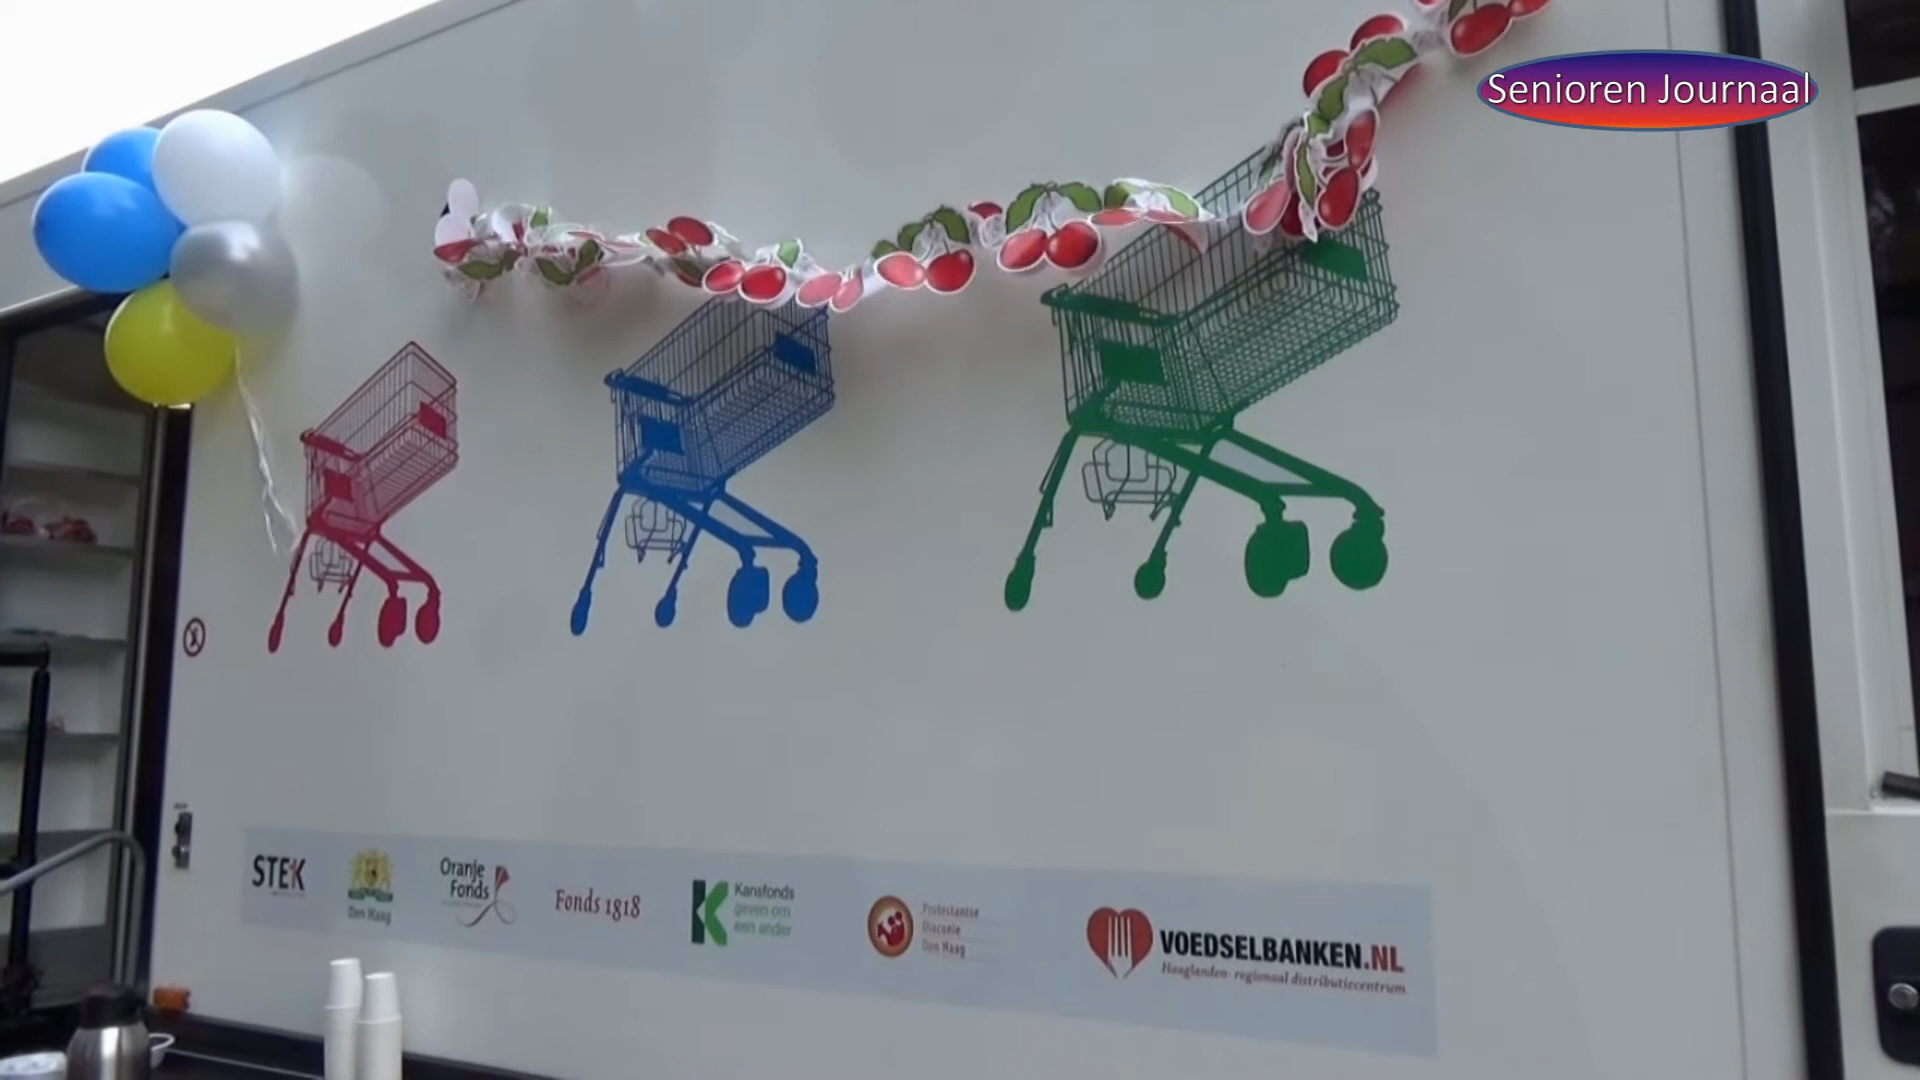 Senioren Journaal
STEK
Den Haag
Oranje
Fonds
Fonds 1818
Kansfonds
geven om
een ander
Protestantse
Diaconie
Den Haag
VOEDSELBANKEN.NL
Haaglanden - regionaal distributiecentrum